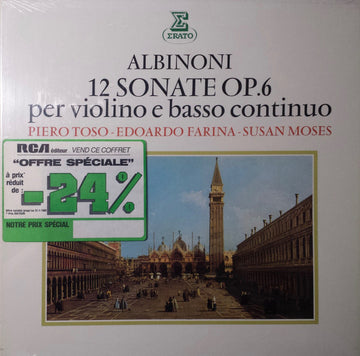 ERATO
ALBINONI
12 SONATE OP.6
per violino e basso continuo
PIERO TOSO - EDOARDO FARINA - SUSAN MOSES
RCA éditeur VEND CE COFFRET
"OFFRE SPÉCIALE"
à prix*
réduit
de :
-24%
NOTRE PRIX SPÉCIAL